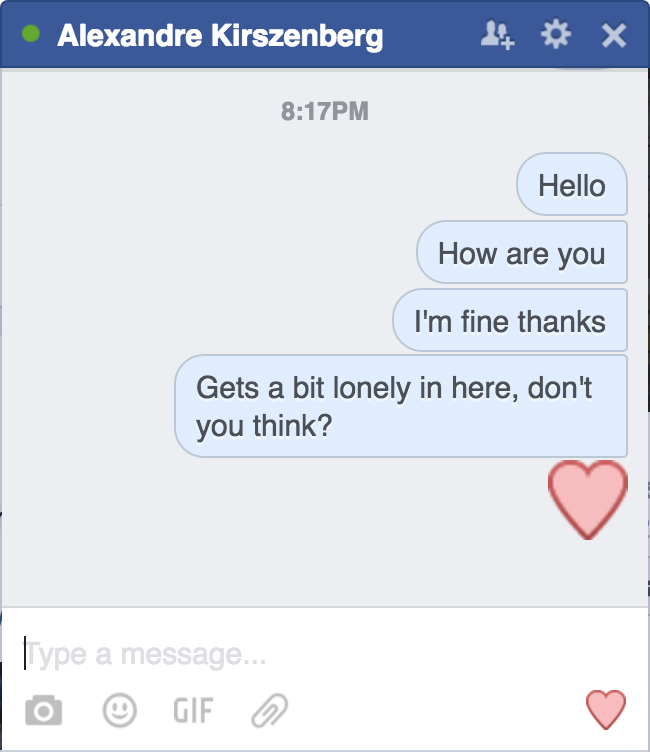 Alexandre Kirszenberg
8:17PM
Hello
How are you
I'm fine thanks
Gets a bit lonely in here, don't
you think?
Type a message...
GIF